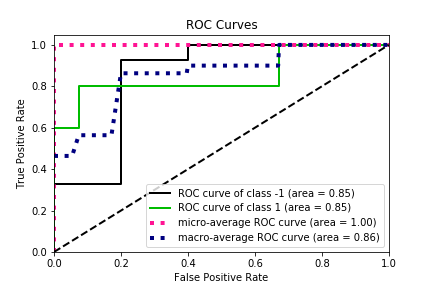 ROC Curves
True Positive Rate
1.0
0.8
0.6
0.4
0.2
0.0
ROC curve of class -1 (area = 0.85)
ROC curve of class 1 (area = 0.85)
micro-average ROC curve (area = 1.00)
macro-average ROC curve (area = 0.86)
0.0 0.2 0.4 0.6 0.8 1.0
False Positive Rate